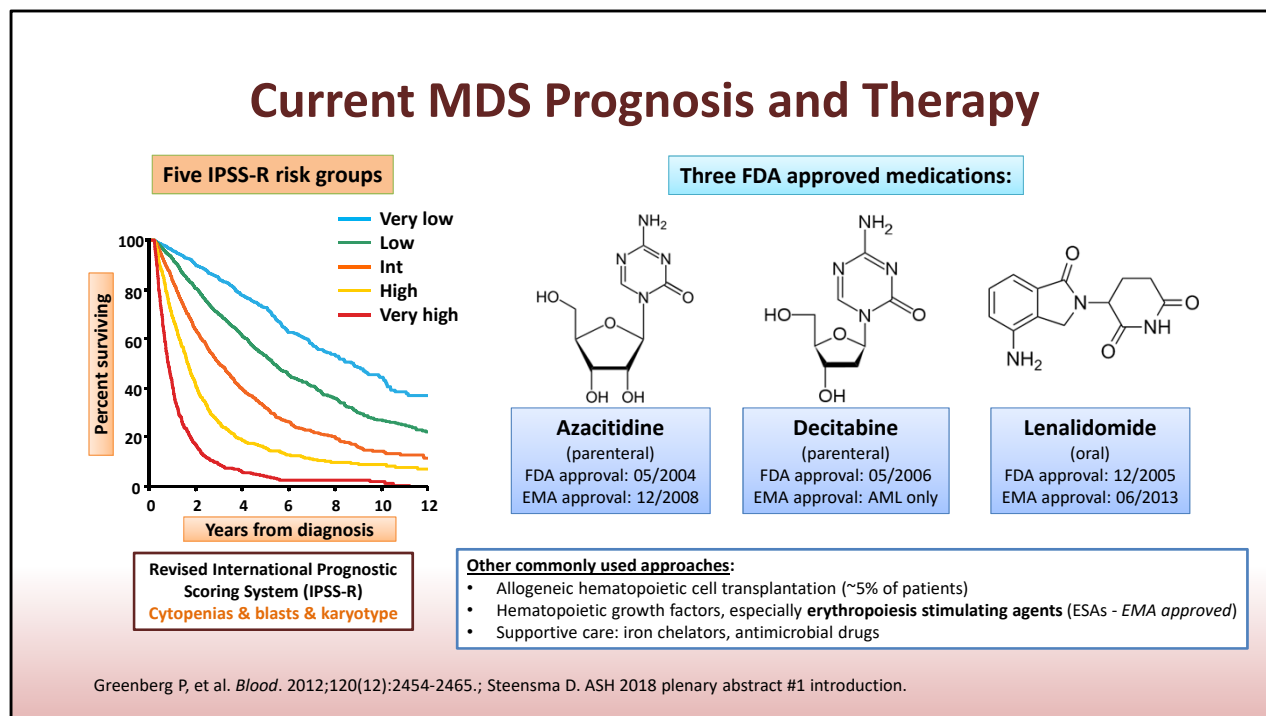 Current MDS Prognosis and Therapy
Five IPSS-R risk groups
Very low
Low
Int
High
Very high
Percent surviving
100
80
60
40
20
0
0 2 4 6 8 10 12
Years from diagnosis
Revised International Prognostic
Scoring System (IPSS-R)
Cytopenias & blasts & karyotype
Three FDA approved medications:
NH₂
N
N
N
O
HO
O
OH OH
Azacitidine
(parenteral)
FDA approval: 05/2004
EMA approval: 12/2008
NH₂
N
N
N
O
HO
O
OH
Decitabine
(parenteral)
FDA approval: 05/2006
EMA approval: AML only
O
N
O
NH
O
NH₂
Lenalidomide
(oral)
FDA approval: 12/2005
EMA approval: 06/2013
Other commonly used approaches:
• Allogeneic hematopoietic cell transplantation (~5% of patients)
• Hematopoietic growth factors, especially erythropoiesis stimulating agents (ESAs - EMA approved)
• Supportive care: iron chelators, antimicrobial drugs
Greenberg P, et al. Blood. 2012;120(12):2454-2465.; Steensma D. ASH 2018 plenary abstract #1 introduction.